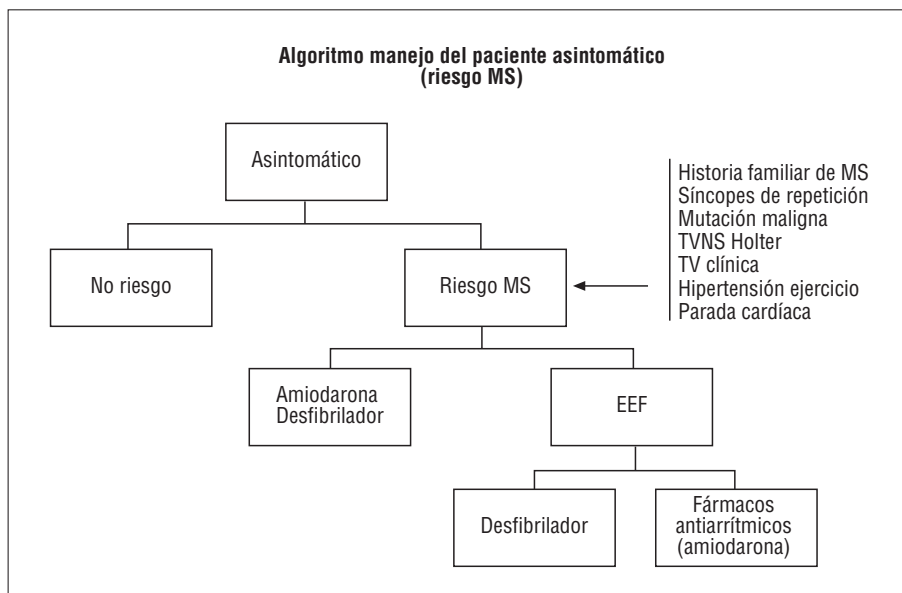 Algoritmo manejo del paciente asintomático
(riesgo MS)
Asintomático
Historia familiar de MS
Síncopes de repetición
Mutación maligna
TVNS Holter
TV clínica
Hipertensión ejercicio
Parada cardíaca
No riesgo
Riesgo MS
Amiodarona
Desfibrilador
EEF
Desfibrilador
Fármacos
antiarrítmicos
(amiodarona)